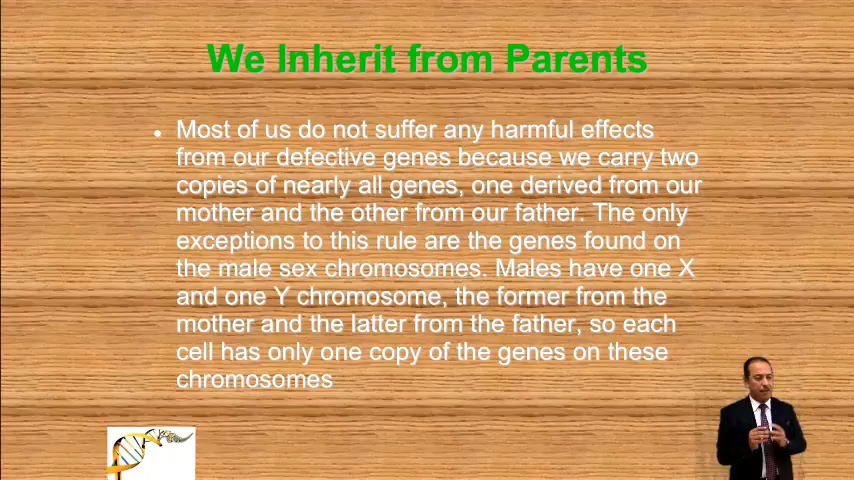 We Inherit from Parents
Most of us do not suffer any harmful effects
from our defective genes because we carry two
copies of nearly all genes, one derived from our
mother and the other from our father. The only
exceptions to this rule are the genes found on
the male sex chromosomes. Males have one X
and one Y chromosome, the former from the
mother and the latter from the father, so each
cell has only one copy of the genes on these
chromosomes